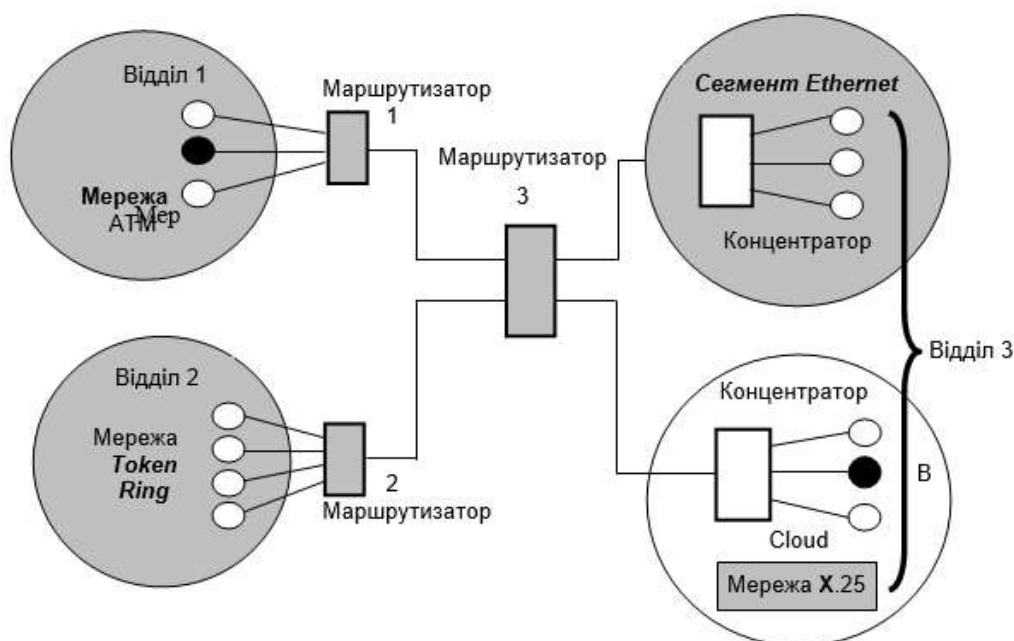 Відділ 1
Мережа
АТМ
Мер
Маршрутизатор
1
Маршрутизатор
3
Сегмент Ethernet
Концентратор
Відділ 3
Відділ 2
Мережа
Token
Ring
2
Маршрутизатор
Концентратор
В
Cloud
Мережа X.25